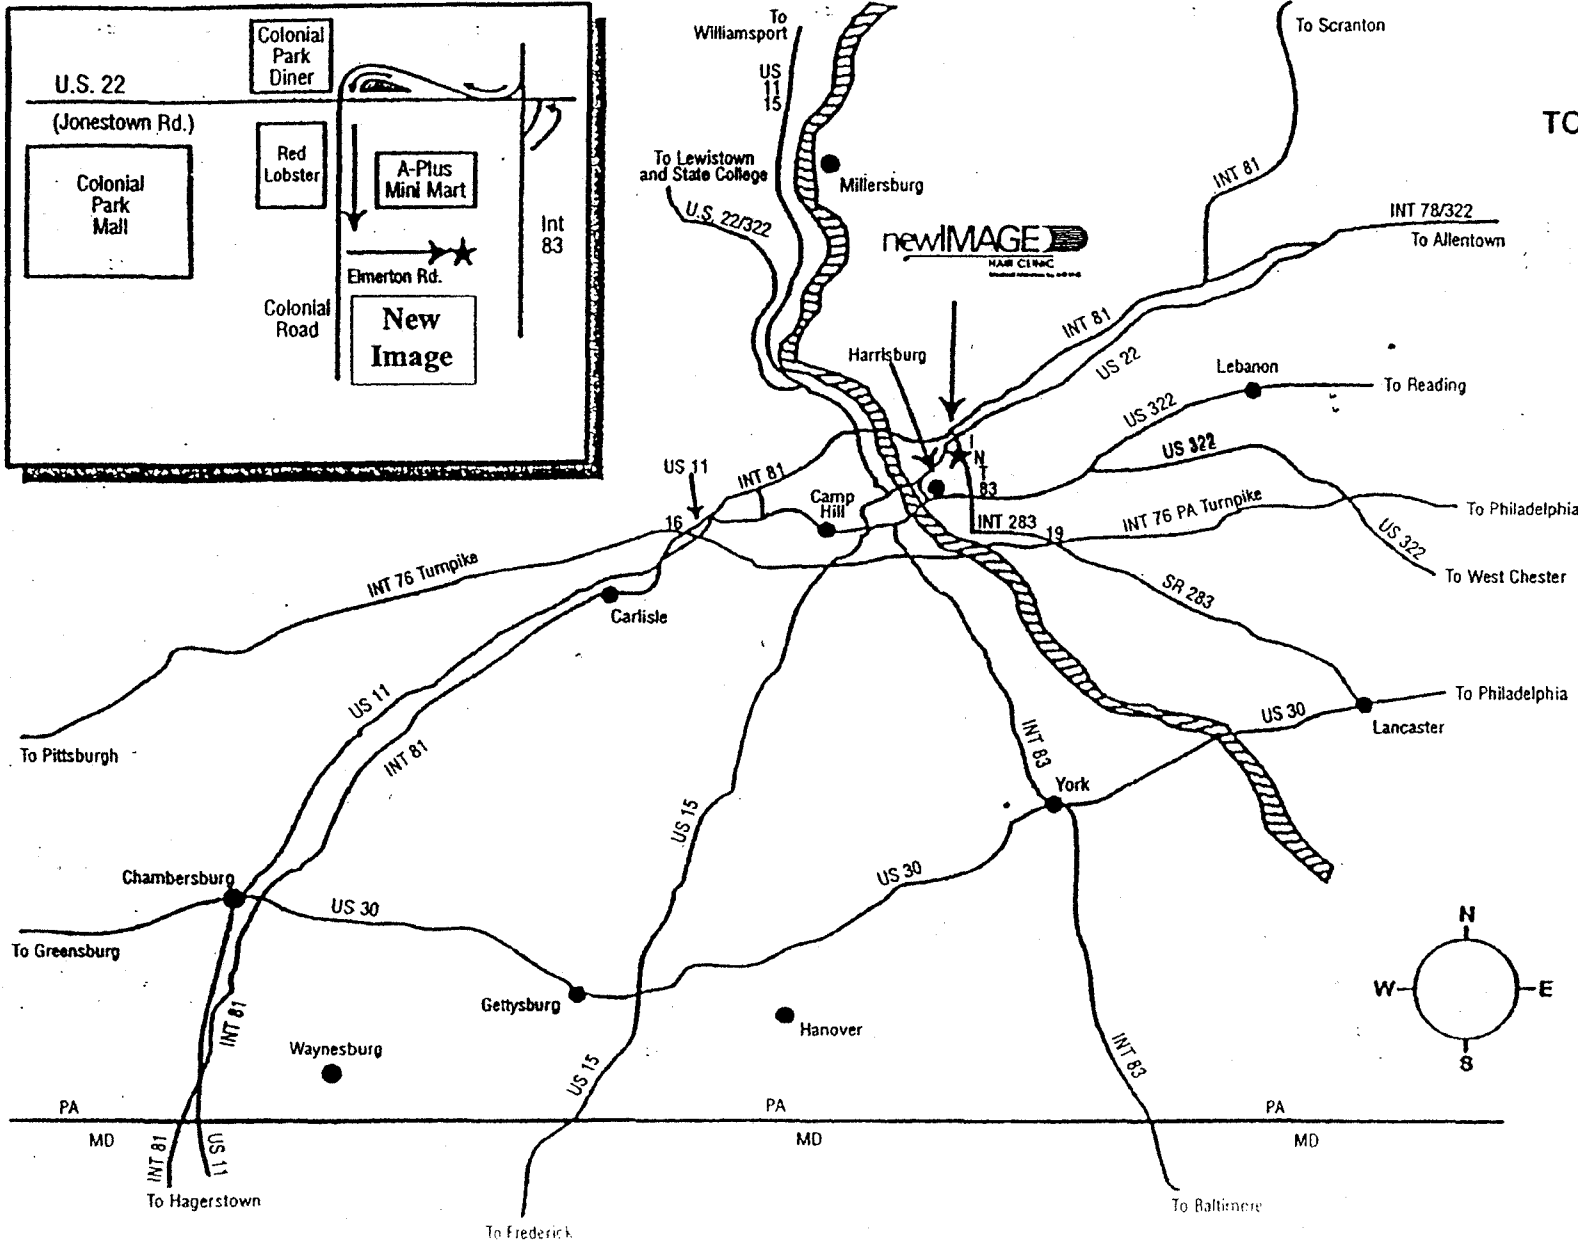 Colonial
Park
Diner
U.S. 22
(Jonestown Rd.)
Colonial
Park
Mall
Red
Lobster
A-Plus
Mini Mart
Int
83
Elmerton Rd.
Colonial
Road
New
Image
To
Williamsport
US
11
15
To Scranton
TO
To Lewistown
and State College
Millersburg
U.S. 22/322
INT 81
INT 78/322
To Allentown
newIMAGE
HAIR CLINIC
INT 81
US 22
Harrisburg
Lebanon
To Reading
US 322
US 322
I
N
T
83
US 11
INT 81
Camp
Hill
16
INT 283
19
INT 76 PA Turnpike
To Philadelphia
US 322
To West Chester
INT 76 Turnpike
Carlisle
SR 283
US 11
INT 81
To Pittsburgh
US 30
To Philadelphia
Lancaster
INT 83
York
US 15
Chambersburg
US 30
US 30
To Greensburg
Gettysburg
Hanover
INT 81
Waynesburg
US 15
INT 83
N
W
E
S
PA
PA
PA
MD
MD
MD
INT 81
US 11
To Hagerstown
To Frederick
To Baltimore